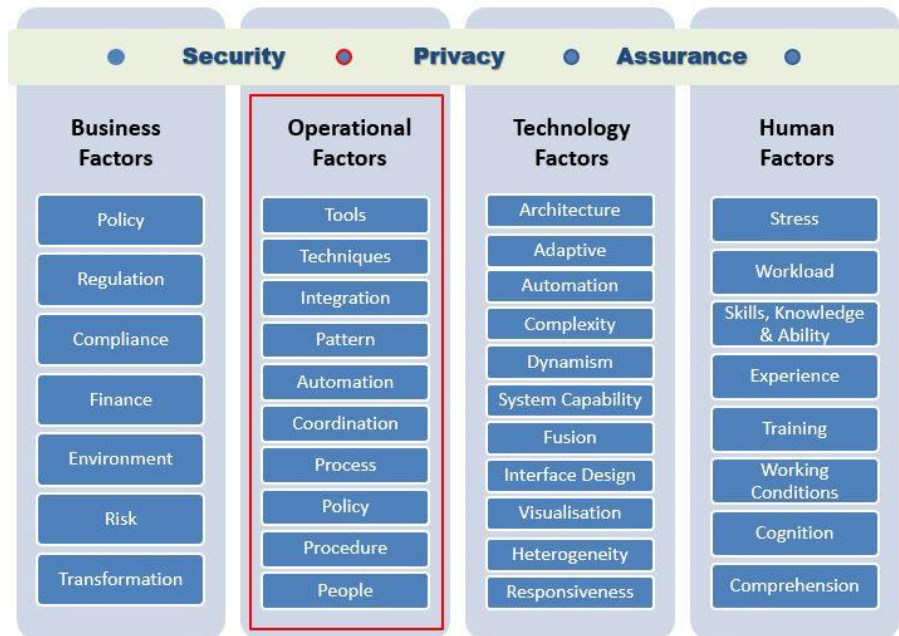 Security Privacy Assurance
Business
Factors
Policy
Regulation
Compliance
Finance
Environment
Risk
Transformation
Operational
Factors
Tools
Techniques
Integration
Pattern
Automation
Coordination
Process
Policy
Procedure
People
Technology
Factors
Architecture
Adaptive
Automation
Complexity
Dynamism
System Capability
Fusion
Interface Design
Visualisation
Heterogeneity
Responsiveness
Human
Factors
Stress
Workload
Skills, Knowledge
& Ability
Experience
Training
Working
Conditions
Cognition
Comprehension